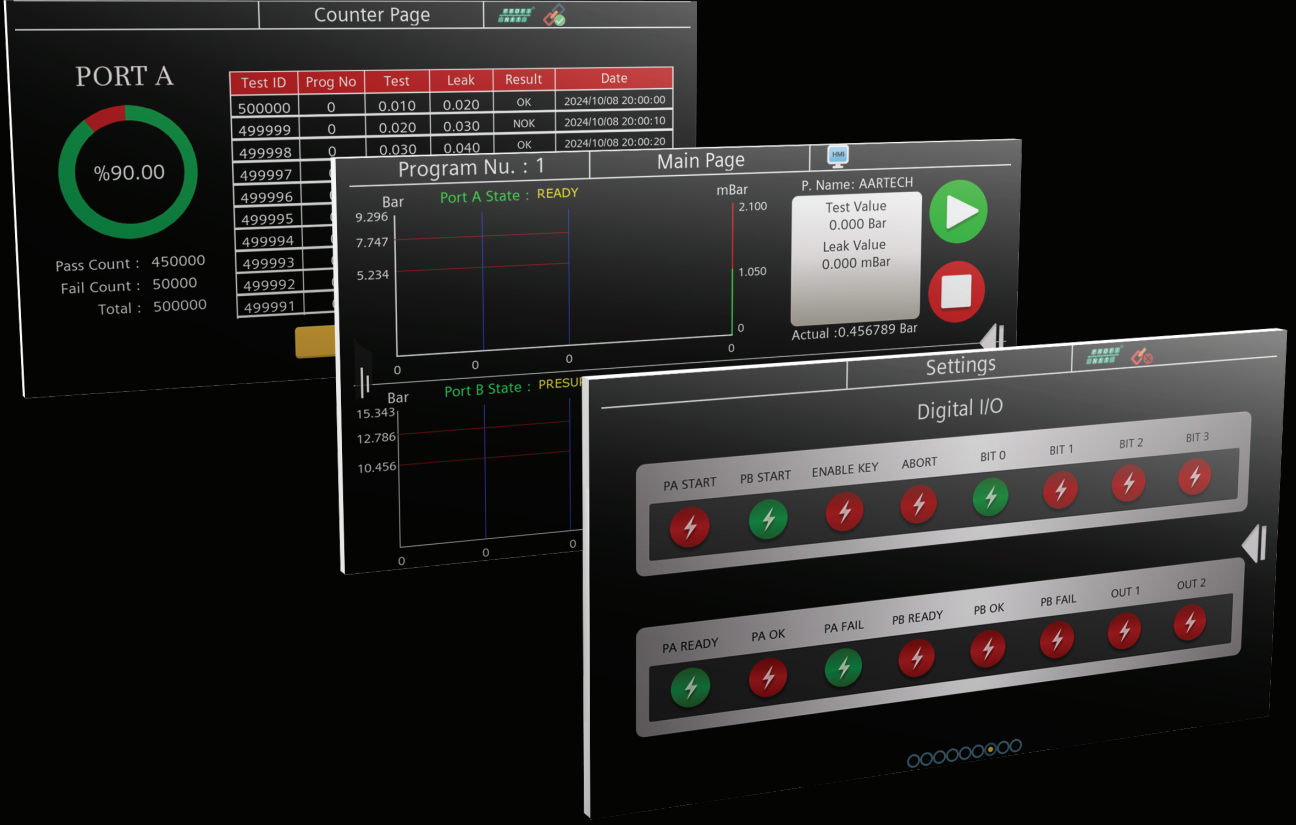 Counter Page
PORT A
%90.00
Pass Count : 450000
Fail Count : 50000
Total : 500000
Test ID Prog No Test Leak Result Date
500000 0 0.010 0.020 OK 2024/10/08 20:00:00
499999 0 0.020 0.030 NOK 2024/10/08 20:00:10
499998 0 0.030 0.040 OK 2024/10/08 20:00:20
499997
499996
499995
499994
499993
499992
499991
Program Nu. : 1 Main Page HMI
Bar Port A State : READY mBar
9.296
7.747
5.234
2.100
1.050
0
0 0 0 0
P. Name: AARTECH
Test Value
0.000 Bar
Leak Value
0.000 mBar
Actual :0.456789 Bar
Bar Port B State :
15.343
12.786
10.456
0 0 0
Settings
Digital I/O
PA START PB START ENABLE KEY ABORT BIT 0 BIT 1 BIT 2 BIT 3
PA READY PA OK PA FAIL PB READY PB OK PB FAIL OUT 1 OUT 2